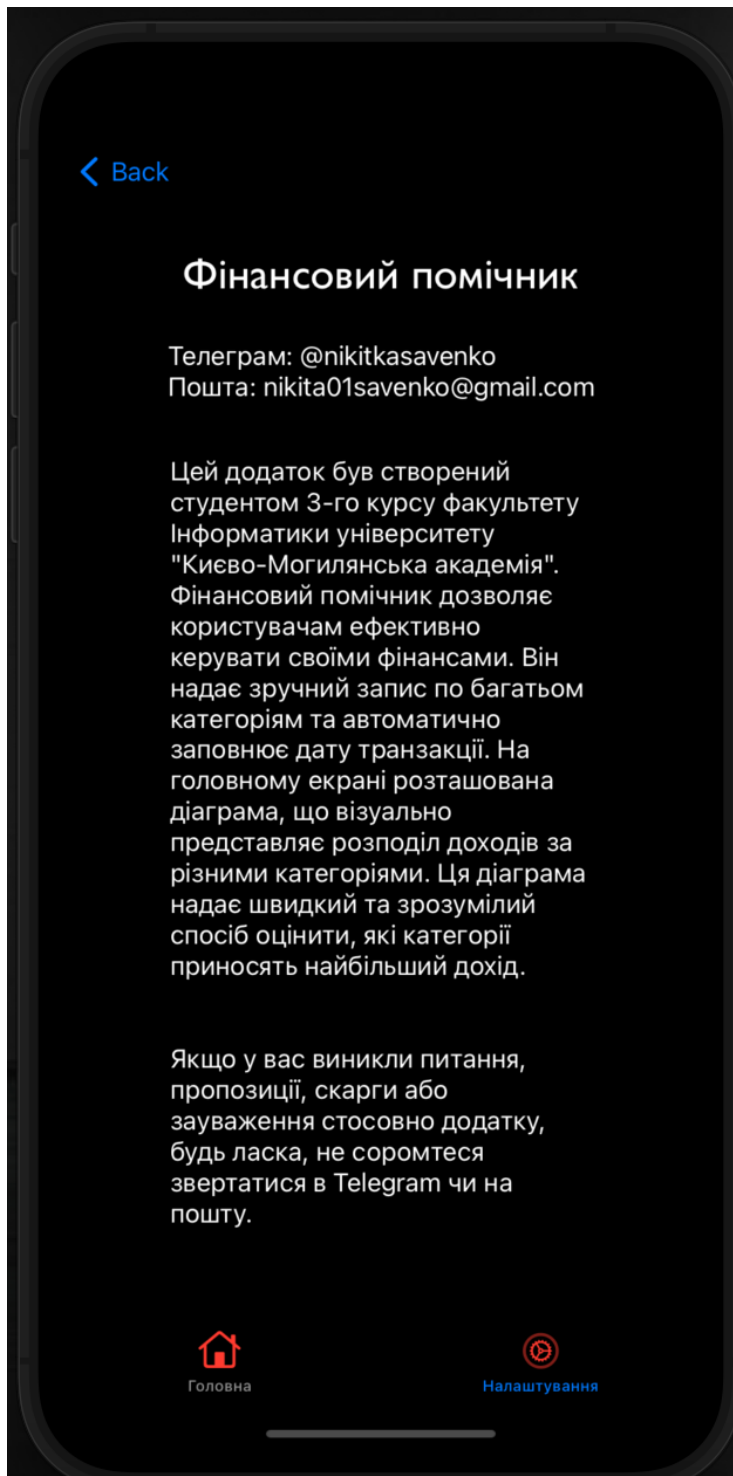 Back
Фінансовий помічник
Телеграм: @nikitkasavenko
Пошта: nikita01savenko@gmail.com
Цей додаток був створений
студентом 3-го курсу факультету
Інформатики університету
"Києво-Могилянська академія".
Фінансовий помічник дозволяє
користувачам ефективно
керувати своїми фінансами. Він
надає зручний запис по багатьом
категоріям та автоматично
заповнює дату транзакції. На
головному екрані розташована
діаграма, що візуально
представляє розподіл доходів за
різними категоріями. Ця діаграма
надає швидкий та зрозумілий
спосіб оцінити, які категорії
приносять найбільший дохід.
Якщо у вас виникли питання,
пропозиції, скарги або
зауваження стосовно додатку,
будь ласка, не соромтеся
звертатися в Telegram чи на
пошту.
Головна
Налаштування